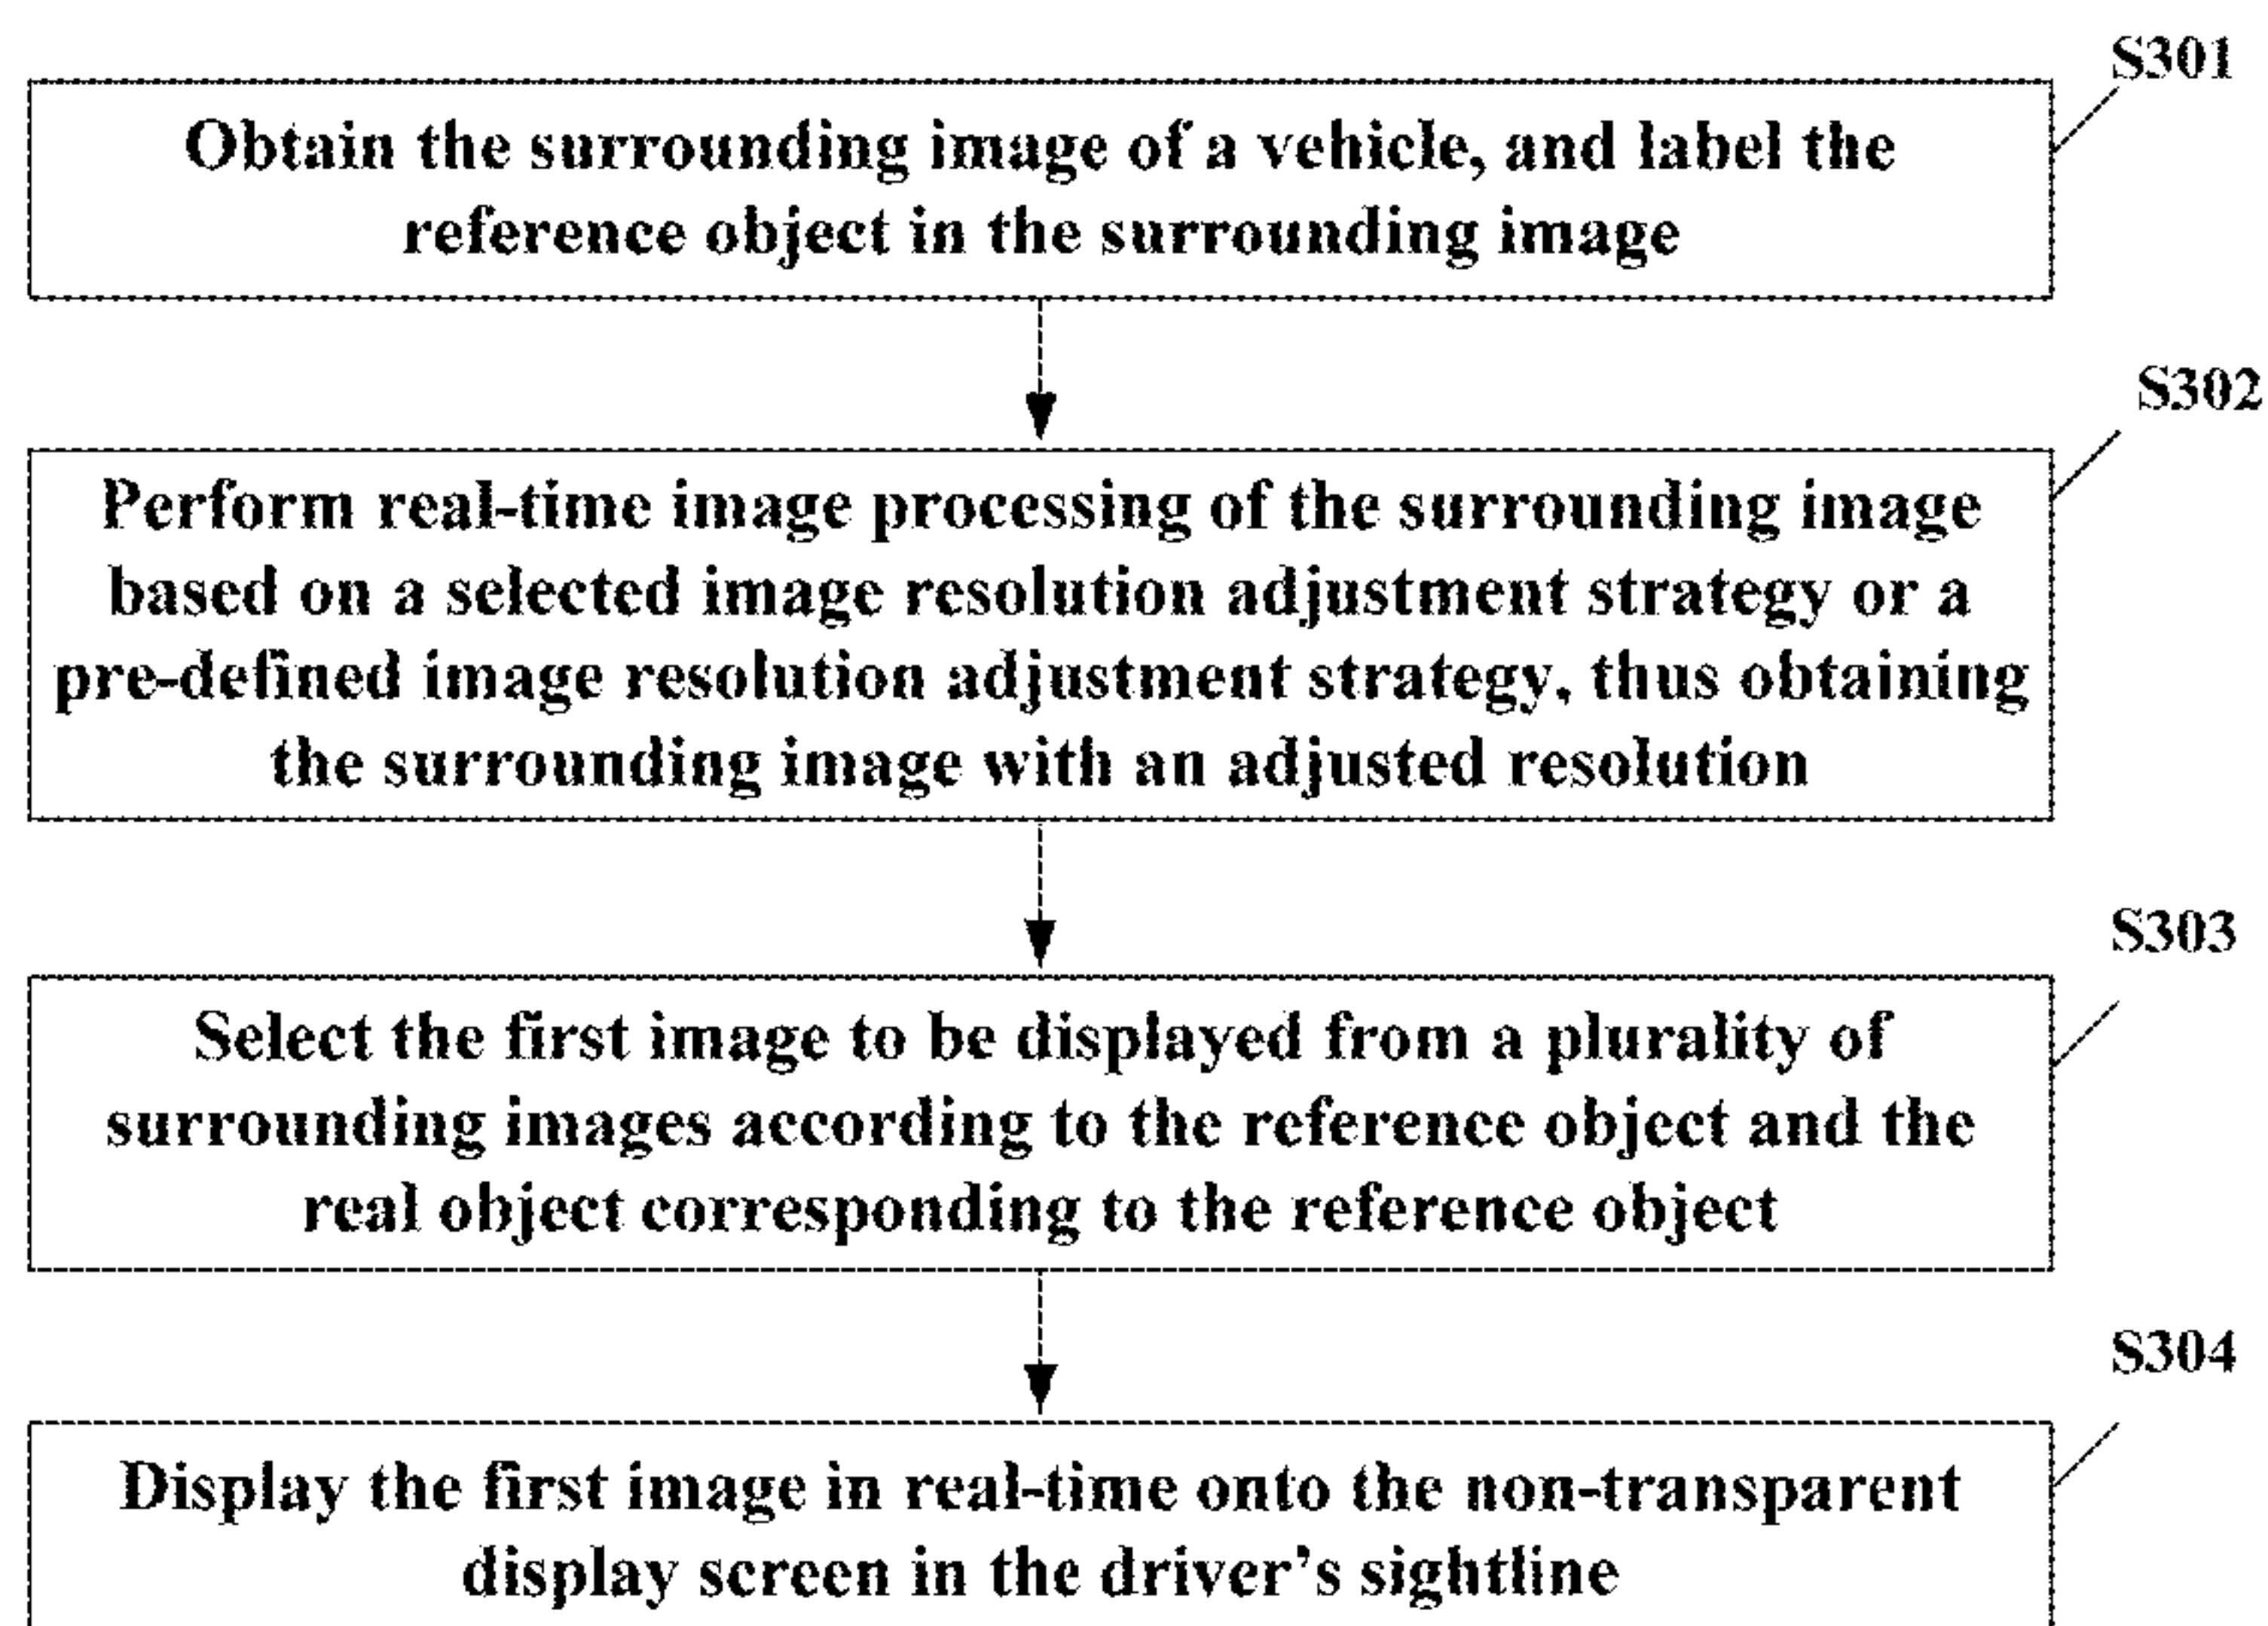 S301
Obtain the surrounding image of a vehicle, and label the
reference object in the surrounding image
S302
Perform real-time image processing of the surrounding image
based on a selected image resolution adjustment strategy or a
pre-defined image resolution adjustment strategy, thus obtaining
the surrounding image with an adjusted resolution
S303
Select the first image to be displayed from a plurality of
surrounding images according to the reference object and the
real object corresponding to the reference object
S304
Display the first image in real-time onto the non-transparent
display screen in the driver's sightline